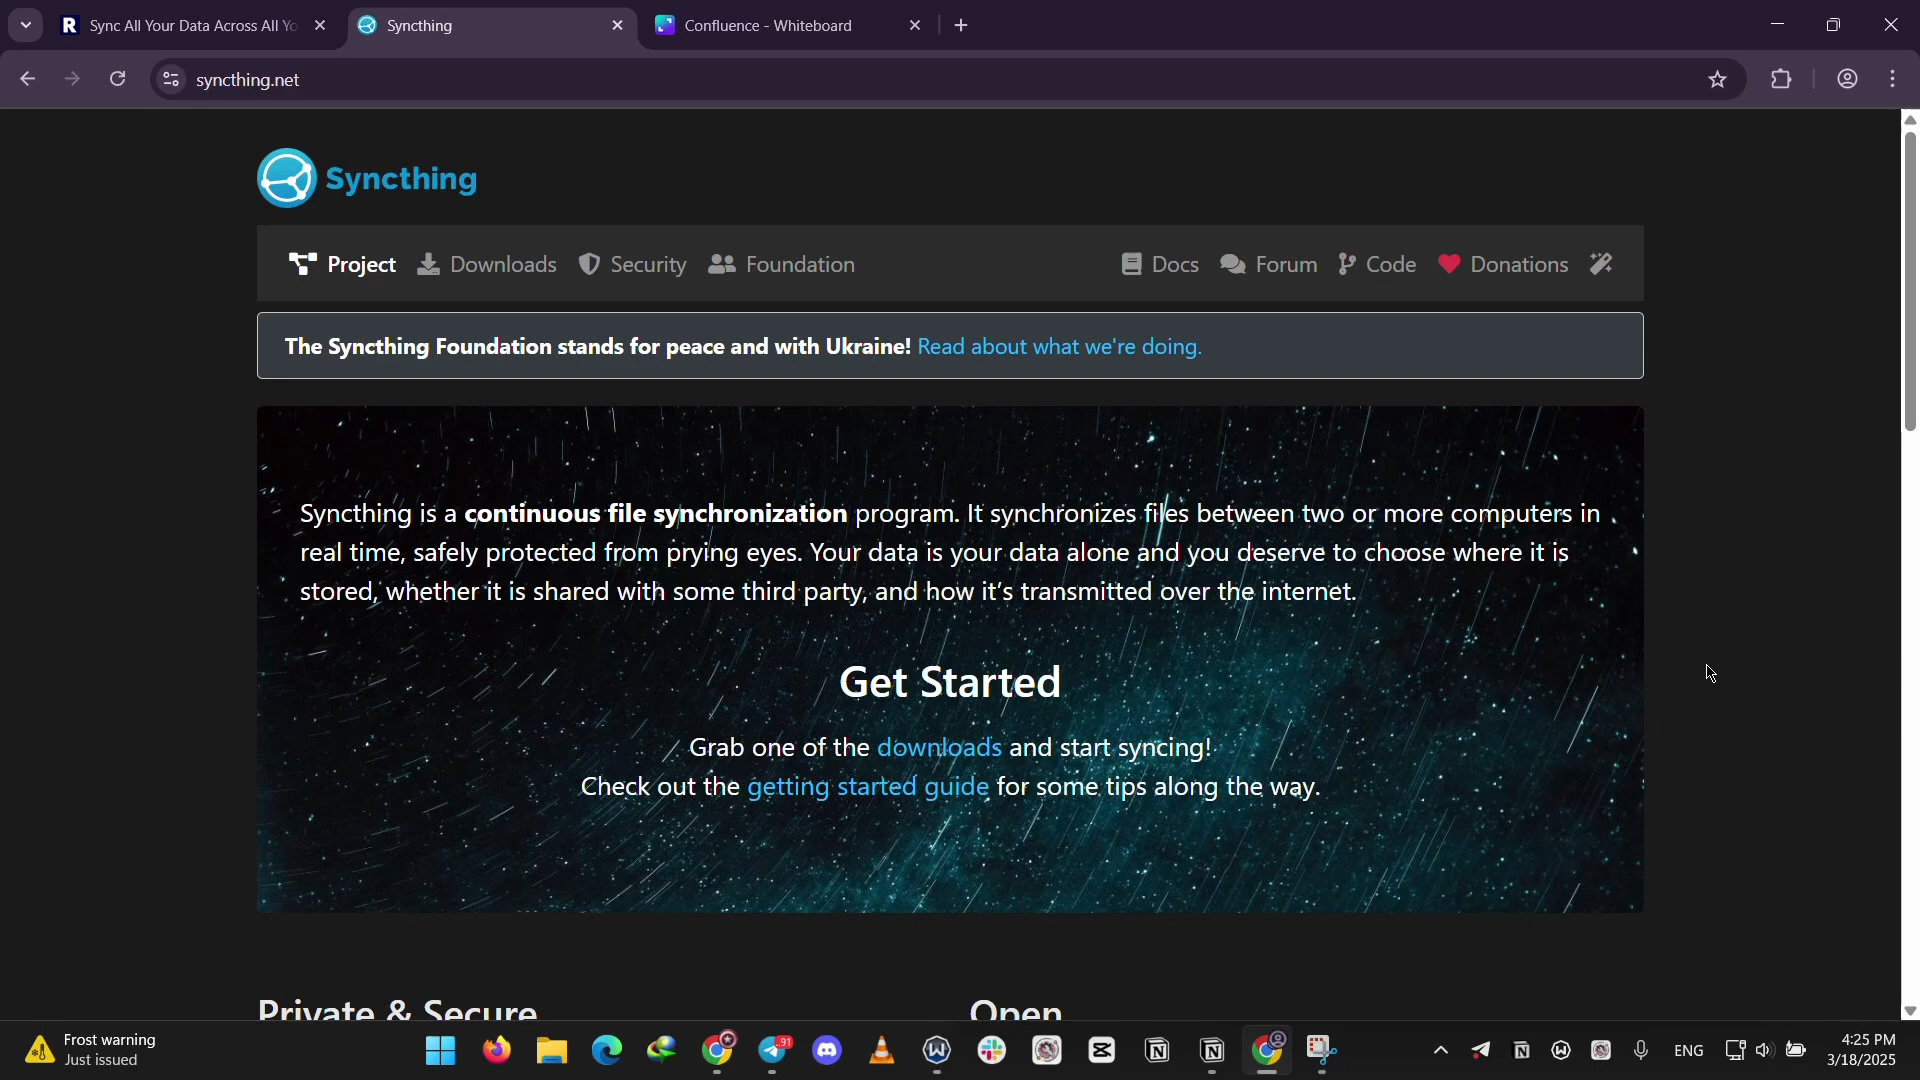 Sync All Your Data Across All Yo
Syncthing
Confluence - Whiteboard
syncthing.net
Syncthing
Project
Downloads
Security
Foundation
Docs
Forum
Code
Donations
The Syncthing Foundation stands for peace and with Ukraine! Read about what we're doing.
Syncthing is a continuous file synchronization program. It synchronizes files between two or more computers in
real time, safely protected from prying eyes. Your data is your data alone and you deserve to choose where it is
stored, whether it is shared with some third party, and how it's transmitted over the internet.
Get Started
Grab one of the downloads and start syncing!
Check out the getting started guide for some tips along the way.
Private & Secure
Open
Frost warning
Just issued
91
ENG
4:25 PM
3/18/2025